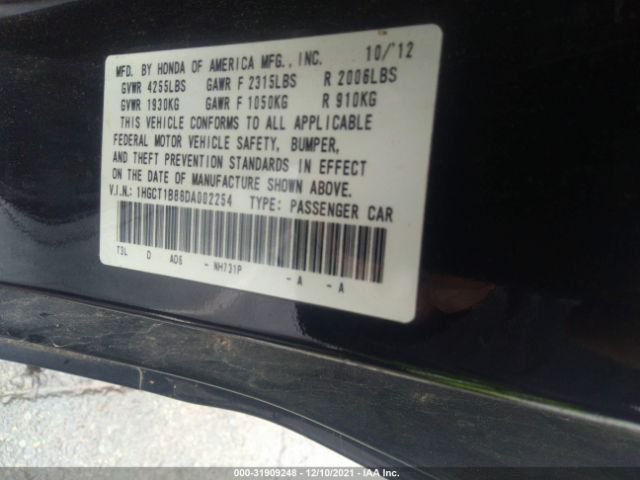 MFD. BY HONDA OF AMERICA MFG., INC. 10/'12
GVWR 4255LBS GAWR F 2315LBS R 2006LBS
GVWR 1930KG GAWR F 1050KG R 910KG
THIS VEHICLE CONFORMS TO ALL APPLICABLE
FEDERAL MOTOR VEHICLE SAFETY, BUMPER,
AND THEFT PREVENTION STANDARDS IN EFFECT
ON THE DATE OF MANUFACTURE SHOWN ABOVE.
V.I.N.: 1HGCT1B86DA002254 TYPE: PASSENGER CAR
T3L D AD6 - NH731P - A - A
000-31909248 - 12/10/2021 - IAA Inc.